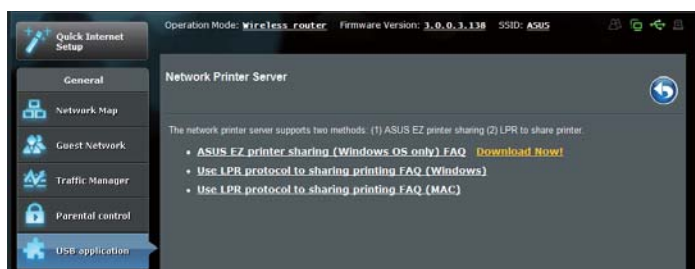 Quick Internet
Setup
Operation Mode: Wireless router Firmware Version: 3.0.0.3.138 SSID: ASUS
General
Network Map
Guest Network
Traffic Manager
Parental control
USB application
Network Printer Server
The network printer server supports two methods: (1) ASUS EZ printer sharing (2) LPR to share printer.
ASUS EZ printer sharing (Windows OS only) FAQ Download Now!
Use LPR protocol to sharing printing FAQ (Windows)
Use LPR protocol to sharing printing FAQ (MAC)